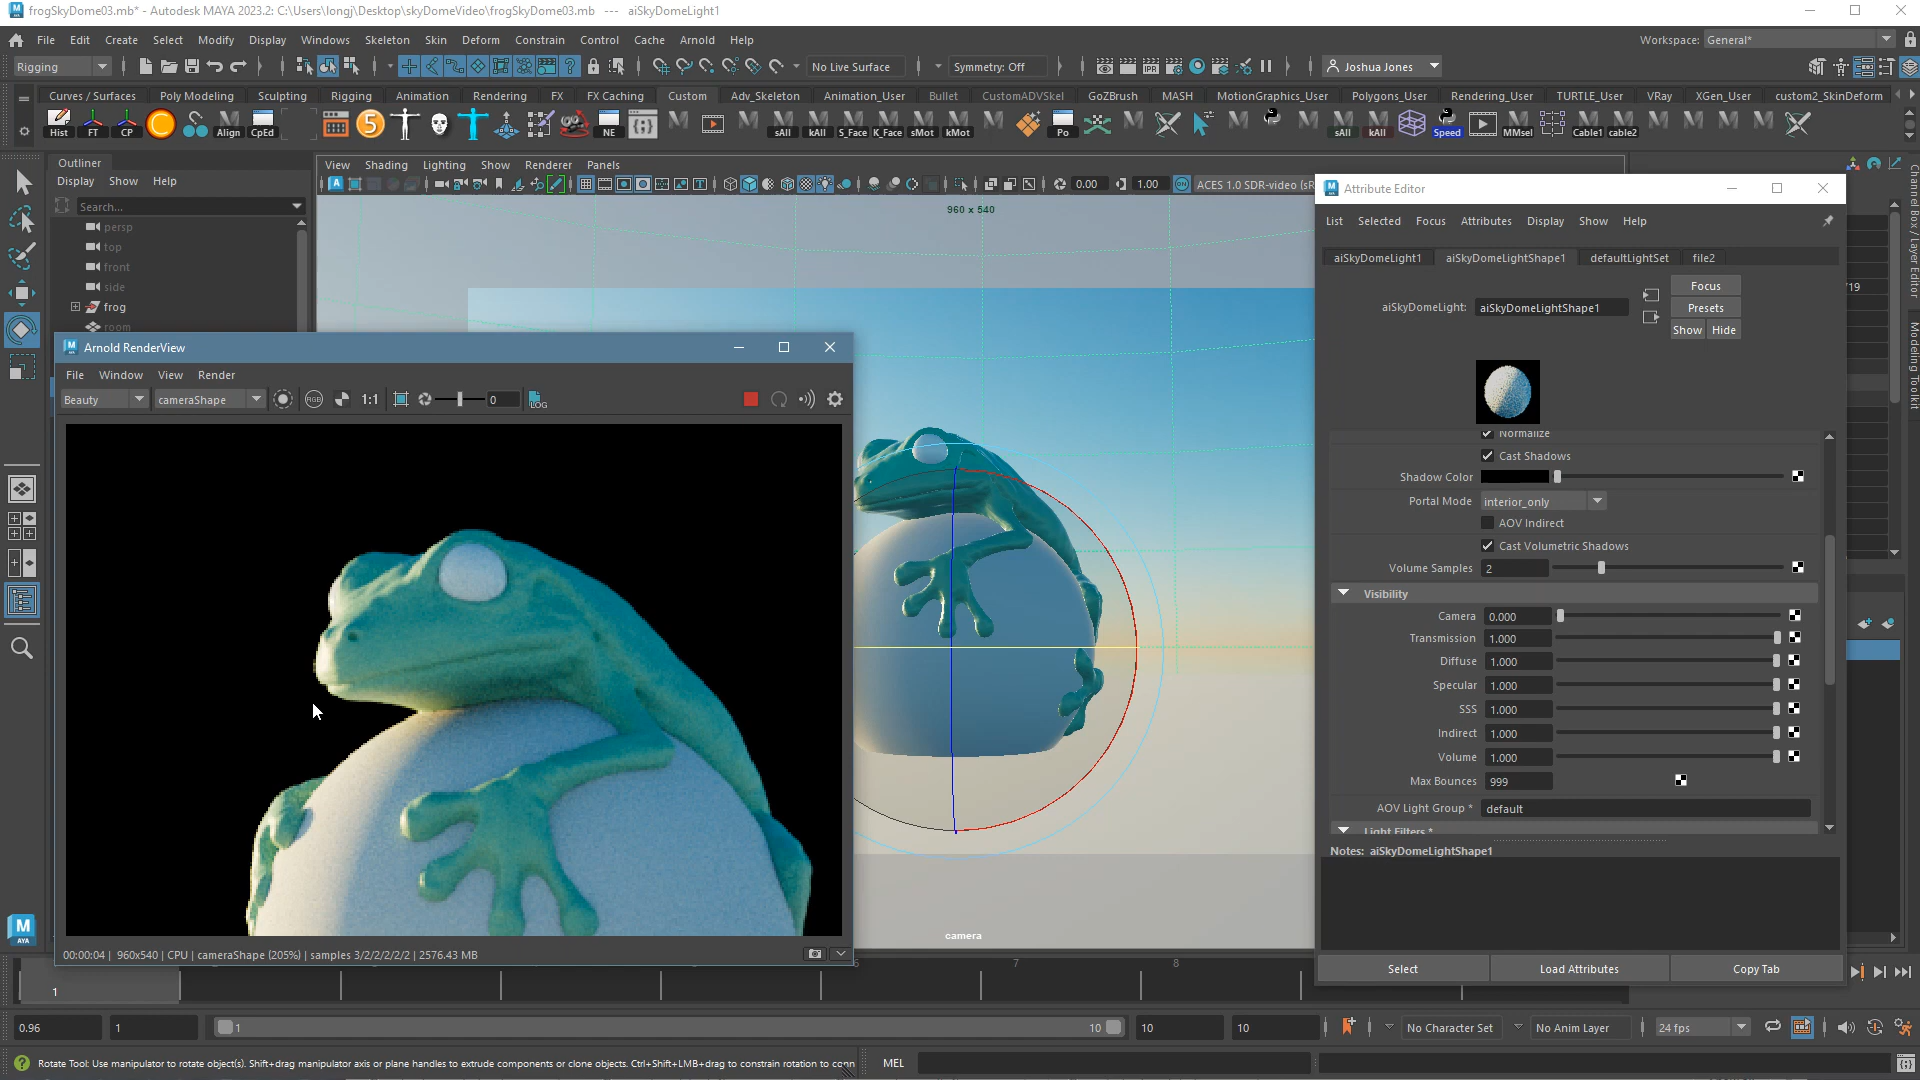 frogSkyDome03.mb* - Autodesk MAYA 2023.2: C:\Users\longj\Desktop\skyDomeVideo\frogSkyDome03.mb --- aiSkyDomeLight1
File Edit Create Select Modify Display Windows Skeleton Skin Deform Constrain Control Cache Arnold Help
Workspace: General*
Rigging
No Live Surface
Symmetry: Off
Joshua Jones
Curves / Surfaces Poly Modeling Sculpting Rigging Animation Rendering FX FX Caching Custom Adv_Skeleton Animation_User Bullet CustomADVSkel GoZBrush MASH MotionGraphics_User Polygons_User Rendering_User TURTLE_User VRay XGen_User custom2_SkinDeform
Hist FT CP Align CpEd NE sAll kAll S_Face K_Face sMot kMot Po sAll kAll Speed MMsel Cable1 cable2
Outliner
Display Show Help
Search...
persp
top
front
side
frog
room
View Shading Lighting Show Renderer Panels
0.00
1.00
ACES 1.0 SDR-video (sR
960 x 540
camera
Arnold RenderView
File Window View Render
Beauty
cameraShape
RGB
1:1
0
LOG
00:00:04 | 960x540 | CPU | cameraShape (205%) | samples 3/2/2/2/2/2 | 2576.43 MB
Attribute Editor
List Selected Focus Attributes Display Show Help
aiSkyDomeLight1 aiSkyDomeLightShape1 defaultLightSet file2
aiSkyDomeLight: aiSkyDomeLightShape1
Focus
Presets
Show Hide
Normalize
Cast Shadows
Shadow Color
Portal Mode interior_only
AOV Indirect
Cast Volumetric Shadows
Volume Samples 2
Visibility
Camera 0.000
Transmission 1.000
Diffuse 1.000
Specular 1.000
SSS 1.000
Indirect 1.000
Volume 1.000
Max Bounces 999
AOV Light Group * default
Light Filters *
Notes: aiSkyDomeLightShape1
Select Load Attributes Copy Tab
Channel Box / Layer Editor
Modeling Toolkit
1
6
7
8
0.96
1
1
10
10
10
No Character Set
No Anim Layer
24 fps
Rotate Tool: Use manipulator to rotate object(s). Shift+drag manipulator axis or plane handles to extrude components or clone objects. Ctrl+Shift+LMB+drag to constrain rotation to conn
MEL